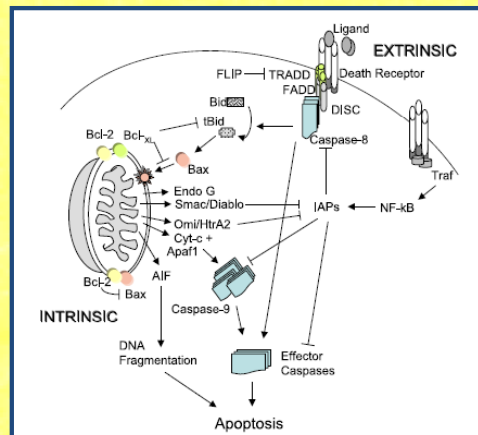 Ligand
EXTRINSIC
FLIP
TRADD
Death Receptor
FADD
DISC
Bid
tBid
Caspase-8
Bcl-2
Bcl XL
Bax
Traf
Endo G
Smac/Diablo
IAPs
NF-kB
Omi/HtrA2
Cyt-c +
Apaf1
AIF
Bcl-2
Bax
Caspase-9
INTRINSIC
DNA
Fragmentation
Effector
Caspases
Apoptosis